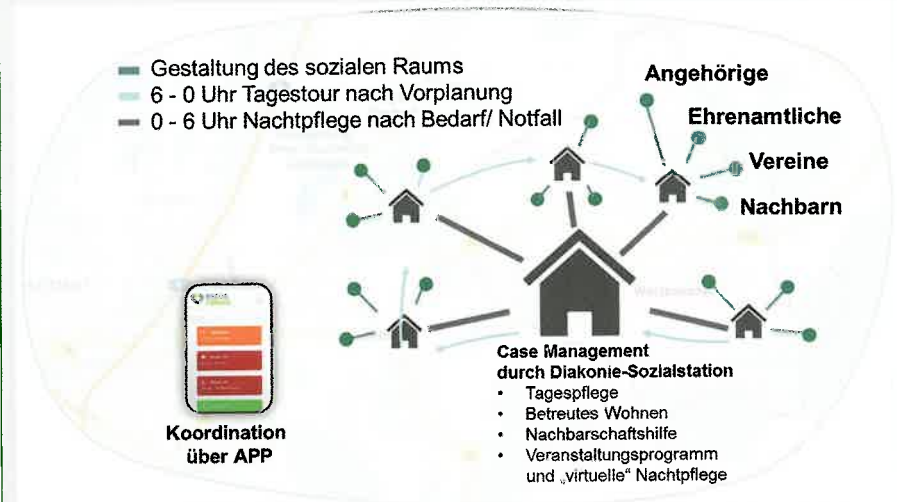 Gestaltung des sozialen Raums
6 - 0 Uhr Tagestour nach Vorplanung
0 - 6 Uhr Nachtpflege nach Bedarf/ Notfall
Angehörige
Ehrenamtliche
Vereine
Nachbarn
Case Management
durch Diakonie-Sozialstation
• Tagespflege
• Betreutes Wohnen
• Nachbarschaftshilfe
• Veranstaltungsprogramm
und „virtuelle" Nachtpflege
Koordination
über APP